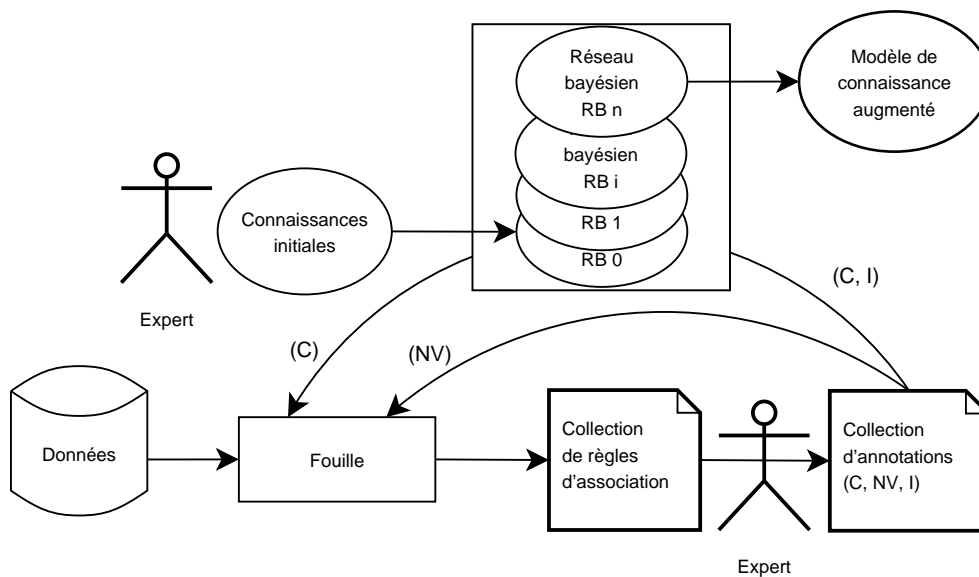 Réseau
bayésien
RB n
bayésien
RB i
RB 1
RB 0
Modèle de
connaissance
augmenté
Connaissances
initiales
Expert
(C, I)
(C)
(NV)
Données
Fouille
Collection
de règles
d'association
Collection
d'annotations
(C, NV, I)
Expert